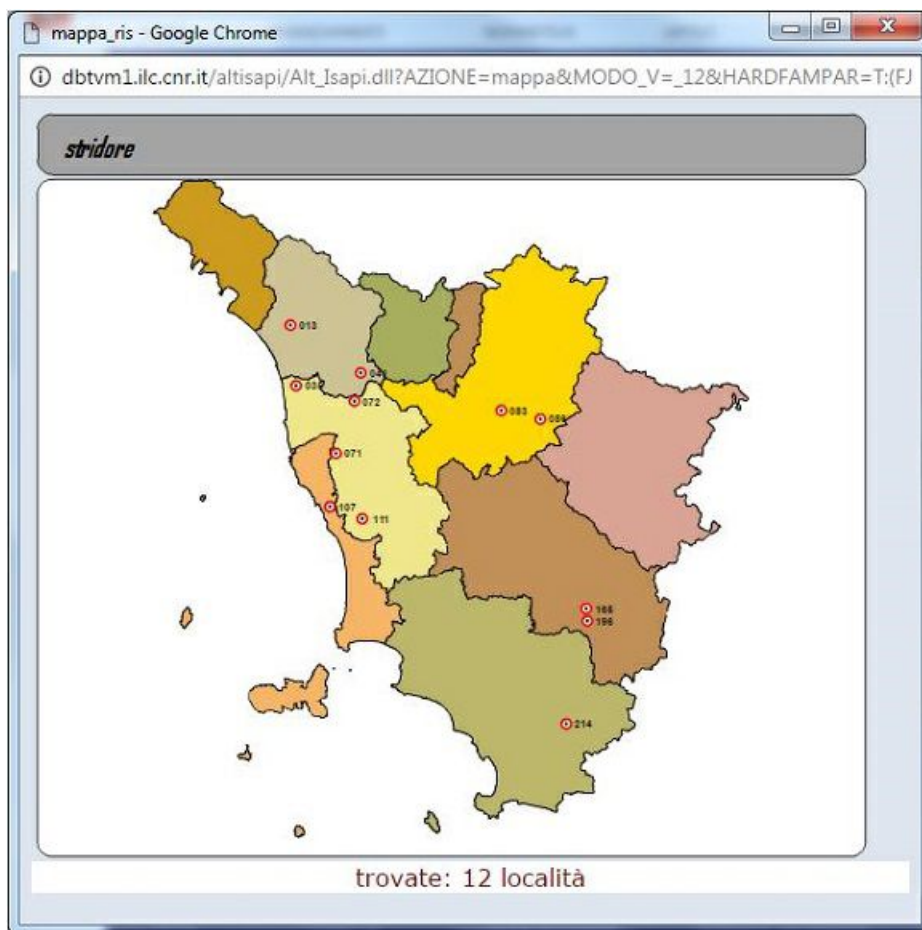 mappa_ris - Google Chrome
dbtvm1.ilc.cnr.it/altisapi/Alt_Isapi.dll?AZIONE=mappa&MODO_V=_12&HARDFAMPAR=T:(FJ
stridore
013
072
083
071
107
111
165
196
214
trovate: 12 località